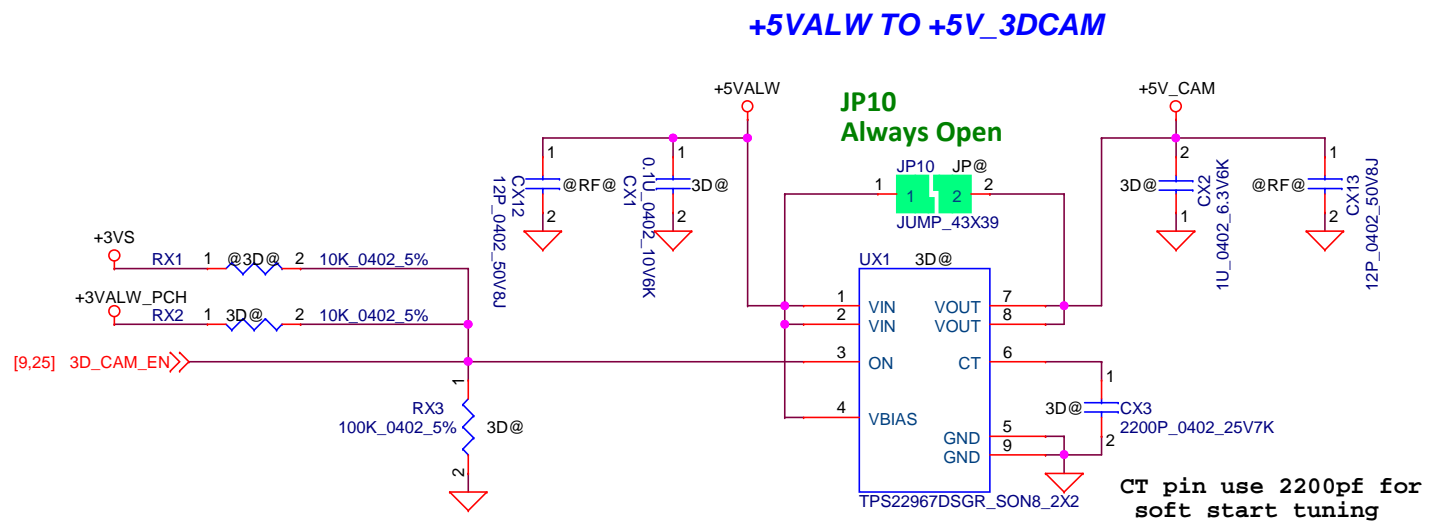 +5VALW TO +5V_3DCAM
+5VALW
JP10
Always Open
+5V_CAM
1
CX12
@RF@
12P_0402_50V8J
2
1
0.1U_0402_10V6K
CX1
3D@
2
JP10 JP@
1 1 2 2
JUMP_43X39
2
3D@
CX2
1U_0402_6.3V6K
1
1
@RF@
CX13
12P_0402_50V8J
2
+3VS
RX1 1 @3D@ 2 10K_0402_5%
+3VALW_PCH
RX2 1 3D@ 2 10K_0402_5%
[9,25] 3D_CAM_EN
1
RX3
100K_0402_5% 3D@
2
UX1 3D@
1 VIN VOUT 7
2 VIN VOUT 8
3 ON CT 6
4 VBIAS
GND 5
GND 9
TPS22967DSGR_SON8_2X2
1
3D@ CX3
2200P_0402_25V7K
2
CT pin use 2200pf for
soft start tuning